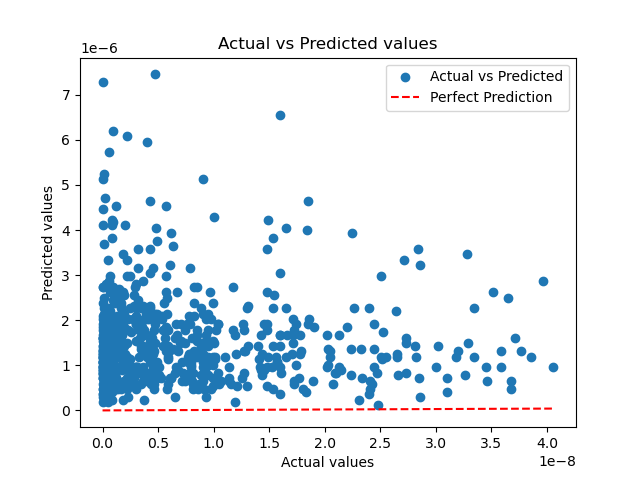 Actual vs Predicted values
1e−6
Actual vs Predicted
Perfect Prediction
7
6
5
4
3
2
1
0
Predicted values
0.0 0.5 1.0 1.5 2.0 2.5 3.0 3.5 4.0
1e−8
Actual values